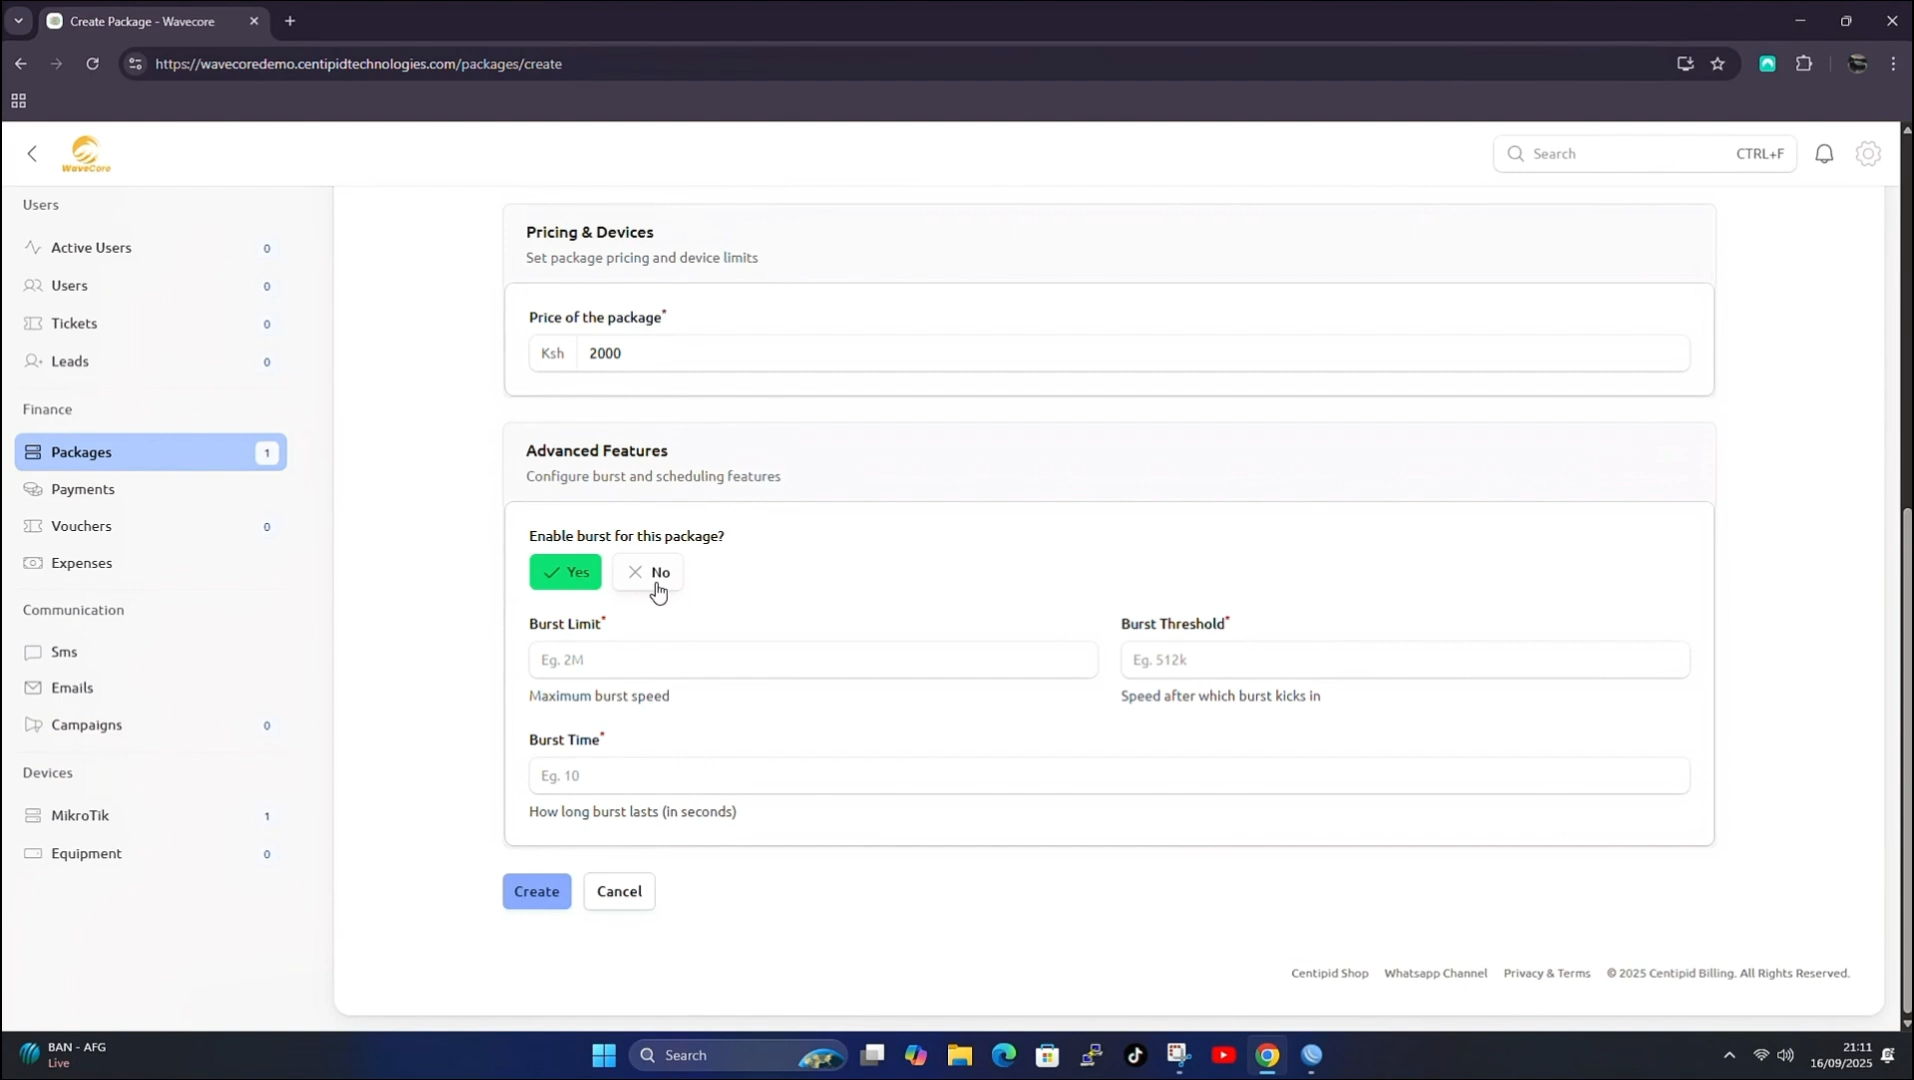 Create Package - Wavecore
https://wavecoredemo.centipidtechnologies.com/packages/create
WaveCore
Search CTRL+F
Users
Active Users 0
Users 0
Tickets 0
Leads 0
Finance
Packages 1
Payments
Vouchers 0
Expenses
Communication
Sms
Emails
Campaigns 0
Devices
MikroTik 1
Equipment 0
Pricing & Devices
Set package pricing and device limits
Price of the package*
Ksh 2000
Advanced Features
Configure burst and scheduling features
Enable burst for this package?
Yes No
Burst Limit* Burst Threshold*
Eg. 2M Eg. 512k
Maximum burst speed Speed after which burst kicks in
Burst Time*
Eg. 10
How long burst lasts (in seconds)
Create Cancel
Centipid Shop Whatsapp Channel Privacy & Terms © 2025 Centipid Billing. All Rights Reserved.
BAN - AFG
Live
Search
21:11
16/09/2025